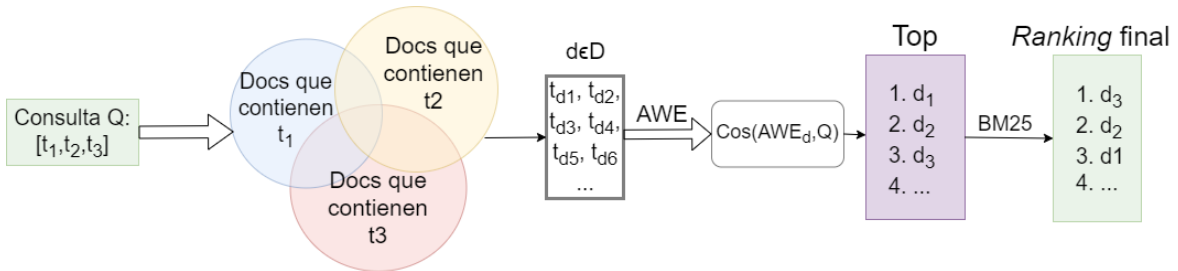 Consulta Q:
[t1,t2,t3]
Docs que
contienen
t1
Docs que
contienen
t2
Docs que
contienen
t3
dϵD
td1, td2,
td3, td4,
td5, td6
...
AWE
Cos(AWEd,Q)
Top
1. d1
2. d2
3. d3
4. ...
BM25
Ranking final
1. d3
2. d2
3. d1
4. ...